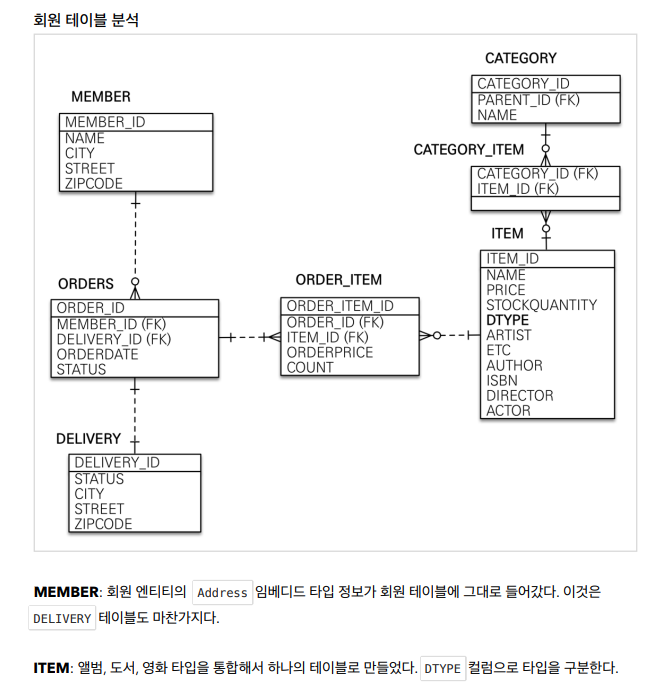 회원 테이블 분석
CATEGORY
CATEGORY_ID
PARENT_ID (FK)
NAME
MEMBER
MEMBER_ID
NAME
CITY
STREET
ZIPCODE
CATEGORY_ITEM
CATEGORY_ID (FK)
ITEM_ID (FK)
ITEM
ITEM_ID
NAME
PRICE
STOCKQUANTITY
DTYPE
ARTIST
ETC
AUTHOR
ISBN
DIRECTOR
ACTOR
ORDERS
ORDER_ID
MEMBER_ID (FK)
DELIVERY_ID (FK)
ORDERDATE
STATUS
ORDER_ITEM
ORDER_ITEM_ID
ORDER_ID (FK)
ITEM_ID (FK)
ORDERPRICE
COUNT
DELIVERY
DELIVERY_ID
STATUS
CITY
STREET
ZIPCODE
MEMBER: 회원 엔티티의 Address 임베디드 타입 정보가 회원 테이블에 그대로 들어갔다. 이것은
DELIVERY 테이블도 마찬가지다.
ITEM: 앨범, 도서, 영화 타입을 통합해서 하나의 테이블로 만들었다. DTYPE 컬럼으로 타입을 구분한다.